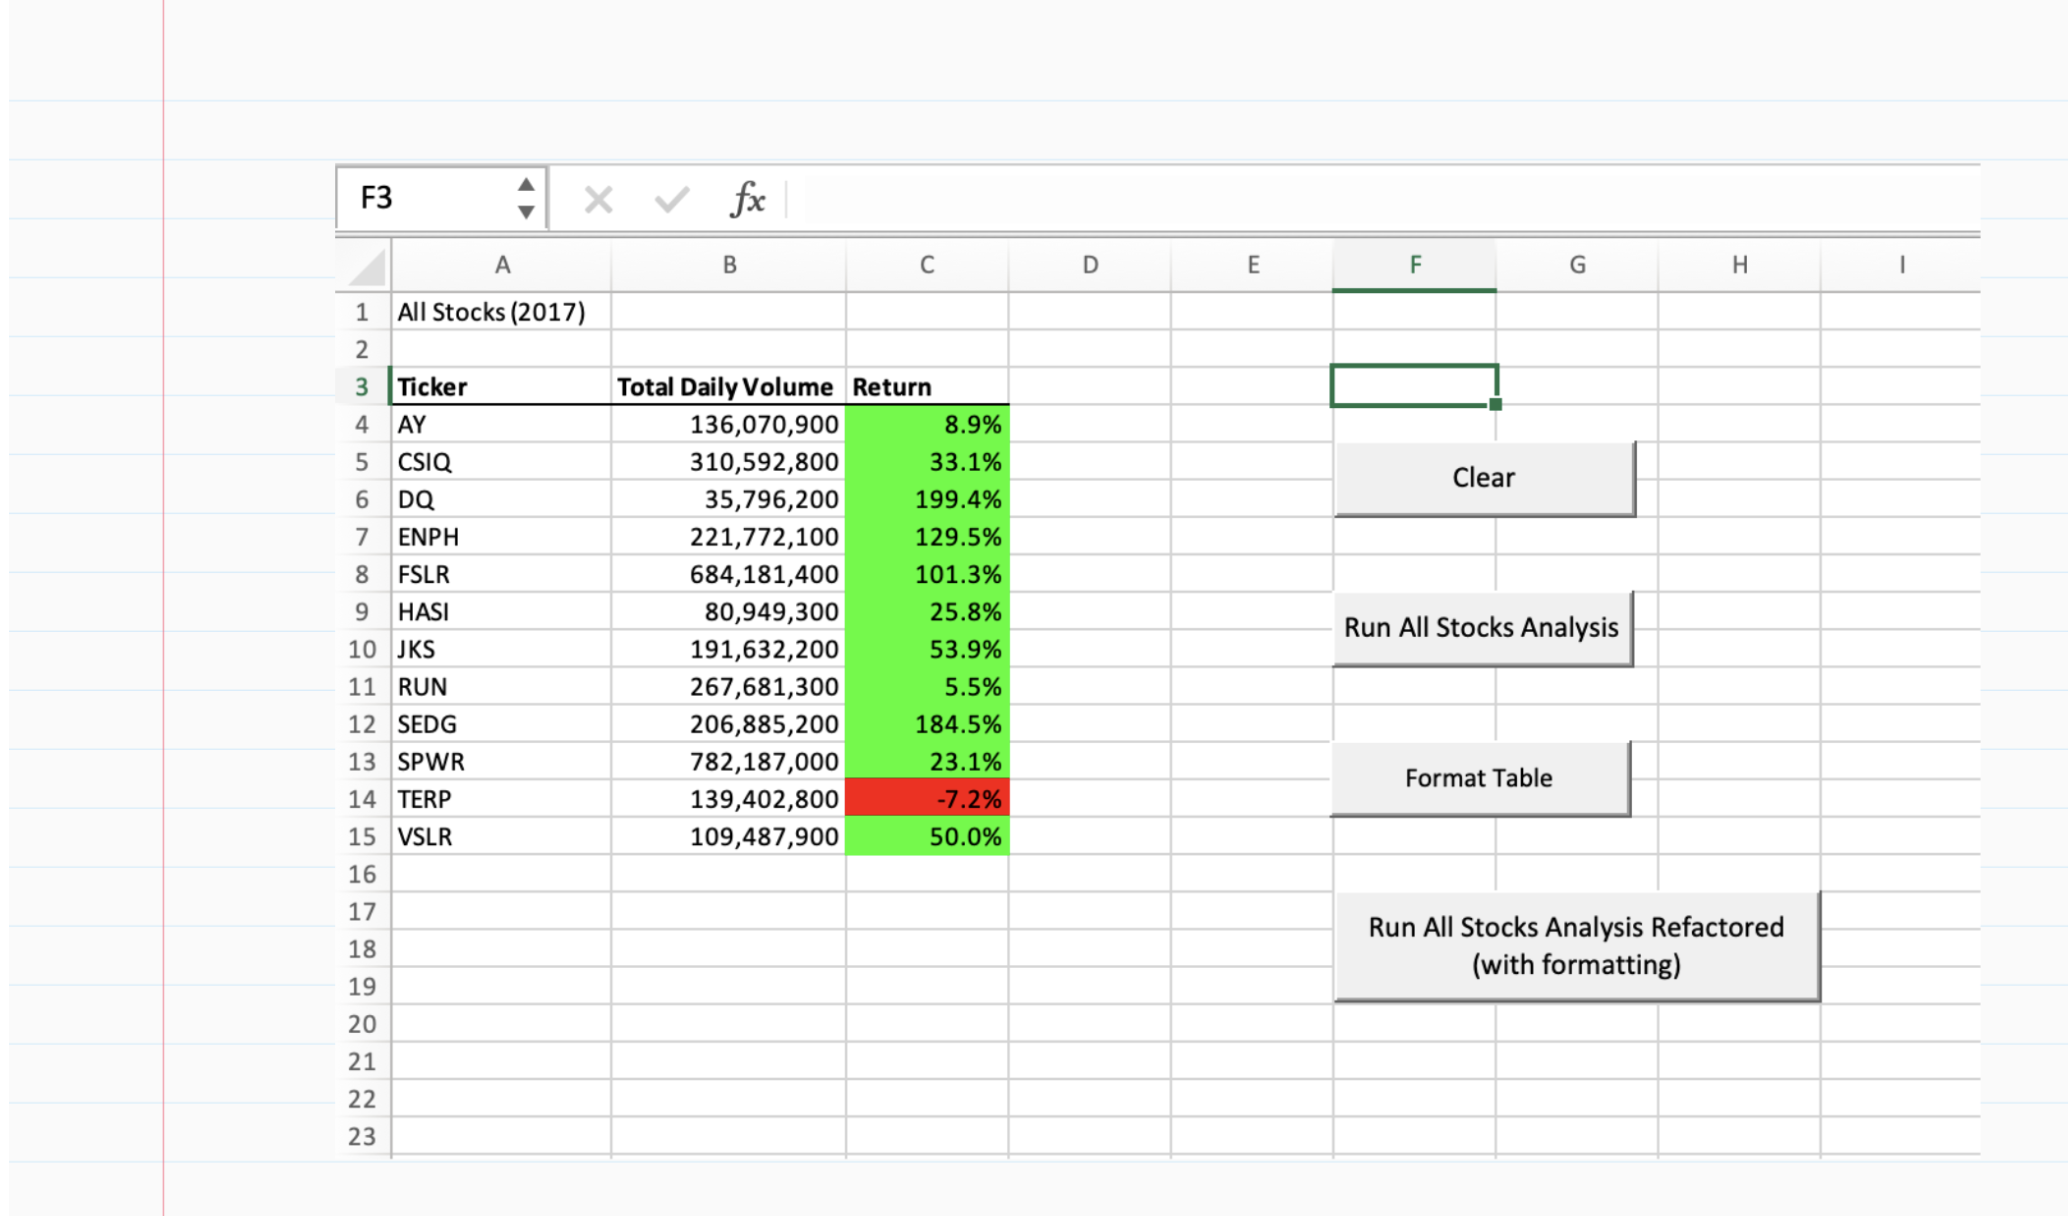 F3 fx
A B C D E F G H I
1 All Stocks (2017)
2
3 Ticker Total Daily Volume Return
4 AY 136,070,900 8.9%
5 CSIQ 310,592,800 33.1%
Clear
6 DQ 35,796,200 199.4%
7 ENPH 221,772,100 129.5%
8 FSLR 684,181,400 101.3%
9 HASI 80,949,300 25.8%
Run All Stocks Analysis
10 JKS 191,632,200 53.9%
11 RUN 267,681,300 5.5%
12 SEDG 206,885,200 184.5%
13 SPWR 782,187,000 23.1%
Format Table
14 TERP 139,402,800 -7.2%
15 VSLR 109,487,900 50.0%
16
17
Run All Stocks Analysis Refactored
18
(with formatting)
19
20
21
22
23